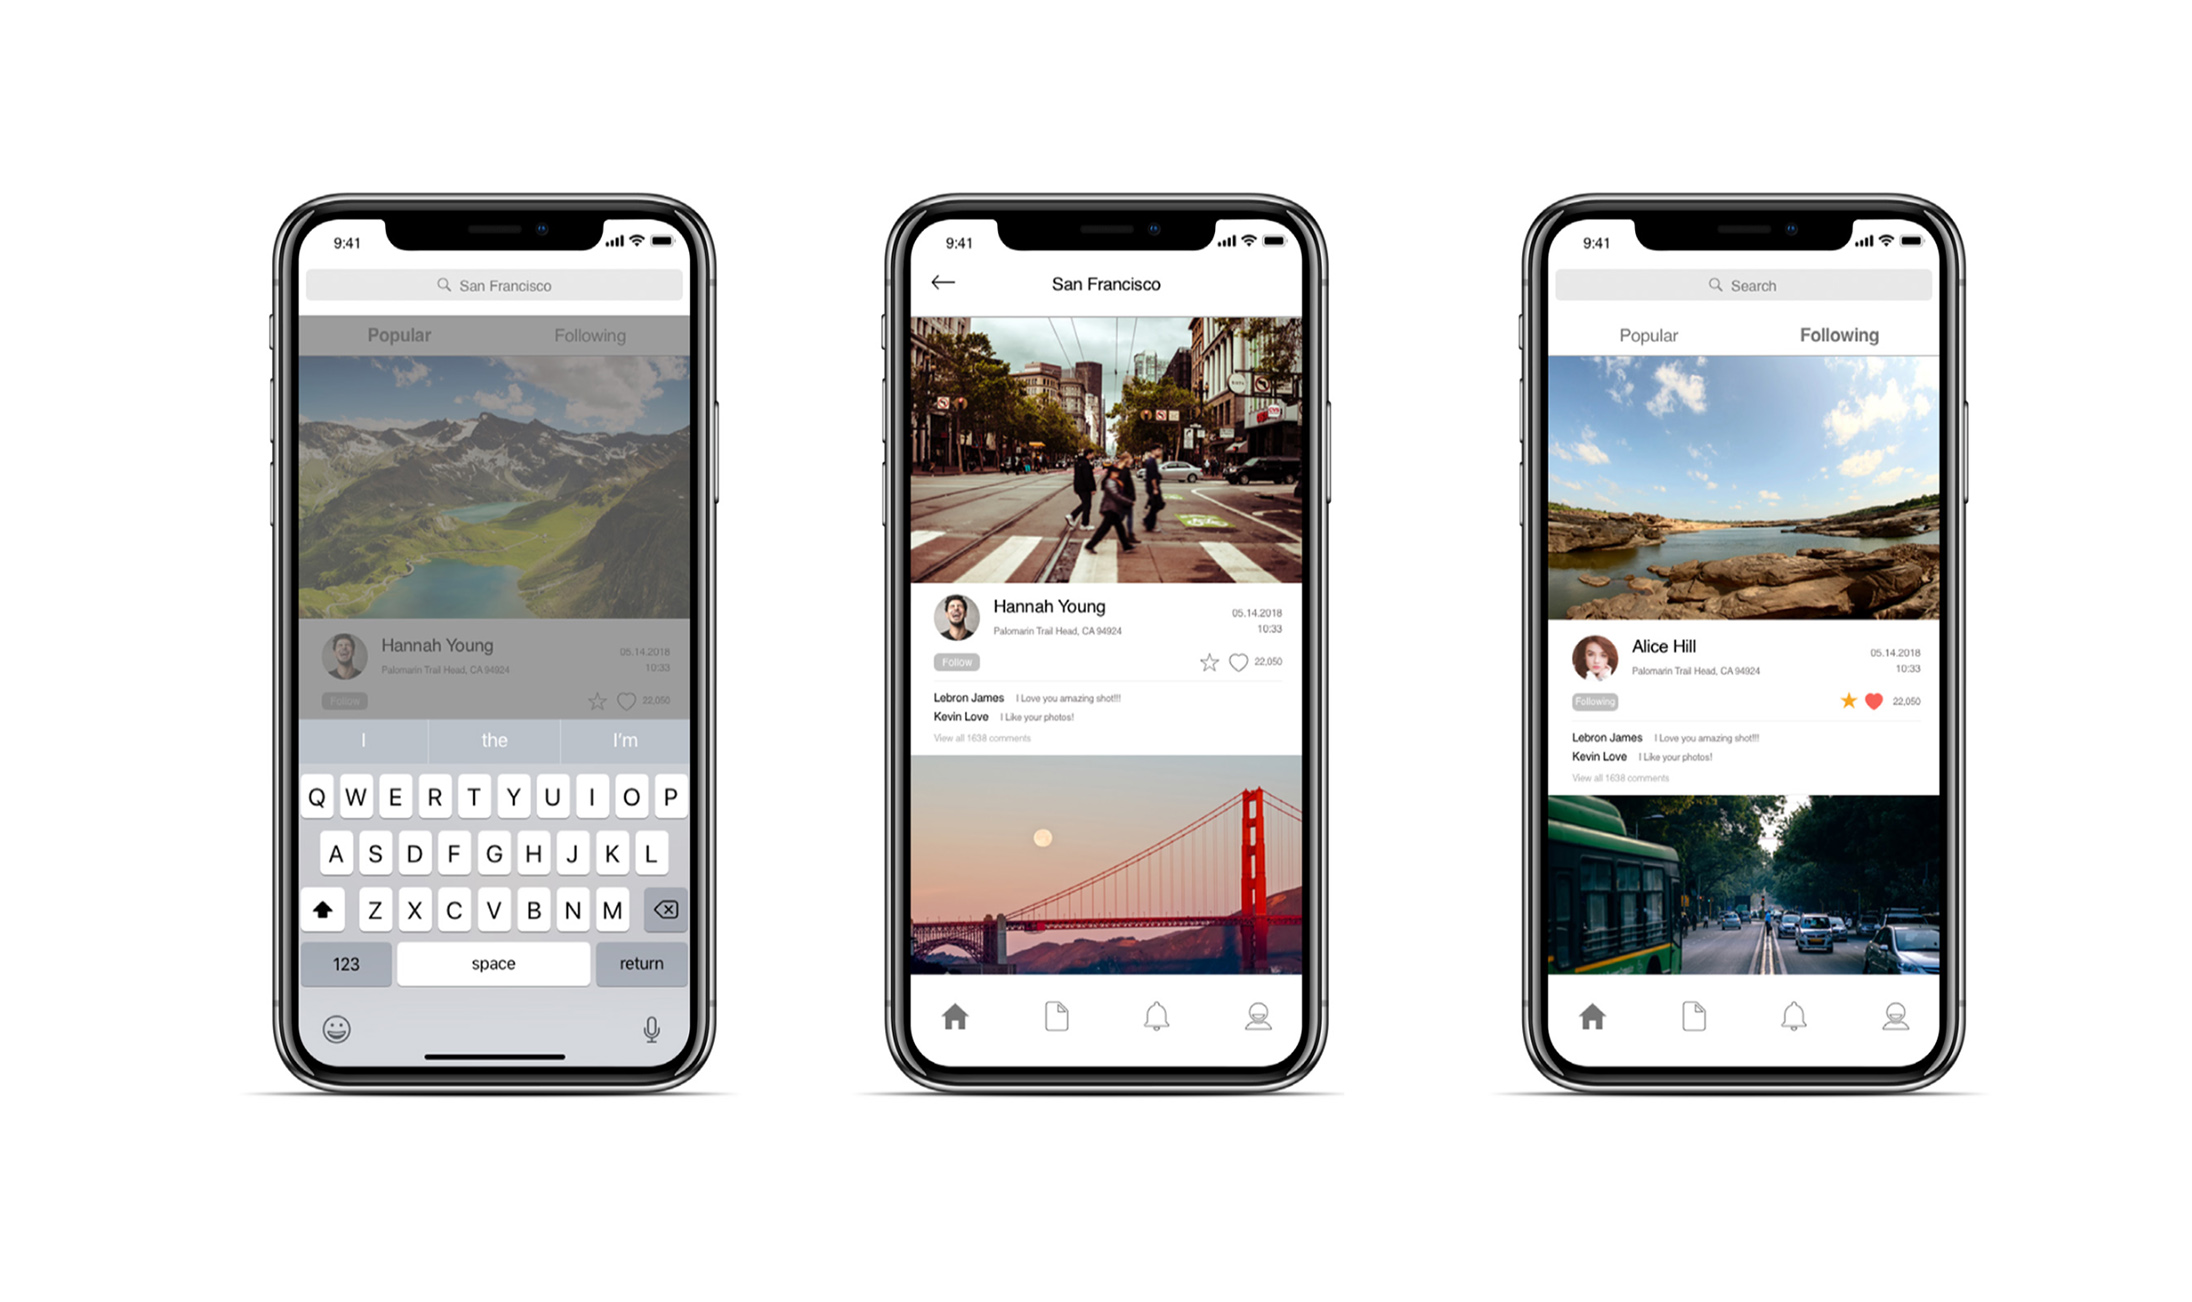 9:41
San Francisco
Popular Following
Hannah Young
Palomarin Trail Head, CA 94924
05.14.2018
10:33
Follow
22,050
I the I'm
Q W E R T Y U I O P
A S D F G H J K L
Z X C V B N M
123 space return
9:41
San Francisco
Hannah Young
Palomarin Trail Head, CA 94924
05.14.2018
10:33
Follow
22,050
Lebron James I Love you amazing shot!!!
Kevin Love I Like your photos!
View all 1638 comments
9:41
Search
Popular Following
Alice Hill
Palomarin Trail Head, CA 94924
05.14.2018
10:33
Following
22,050
Lebron James I Love you amazing shot!!!
Kevin Love I Like your photos!
View all 1638 comments